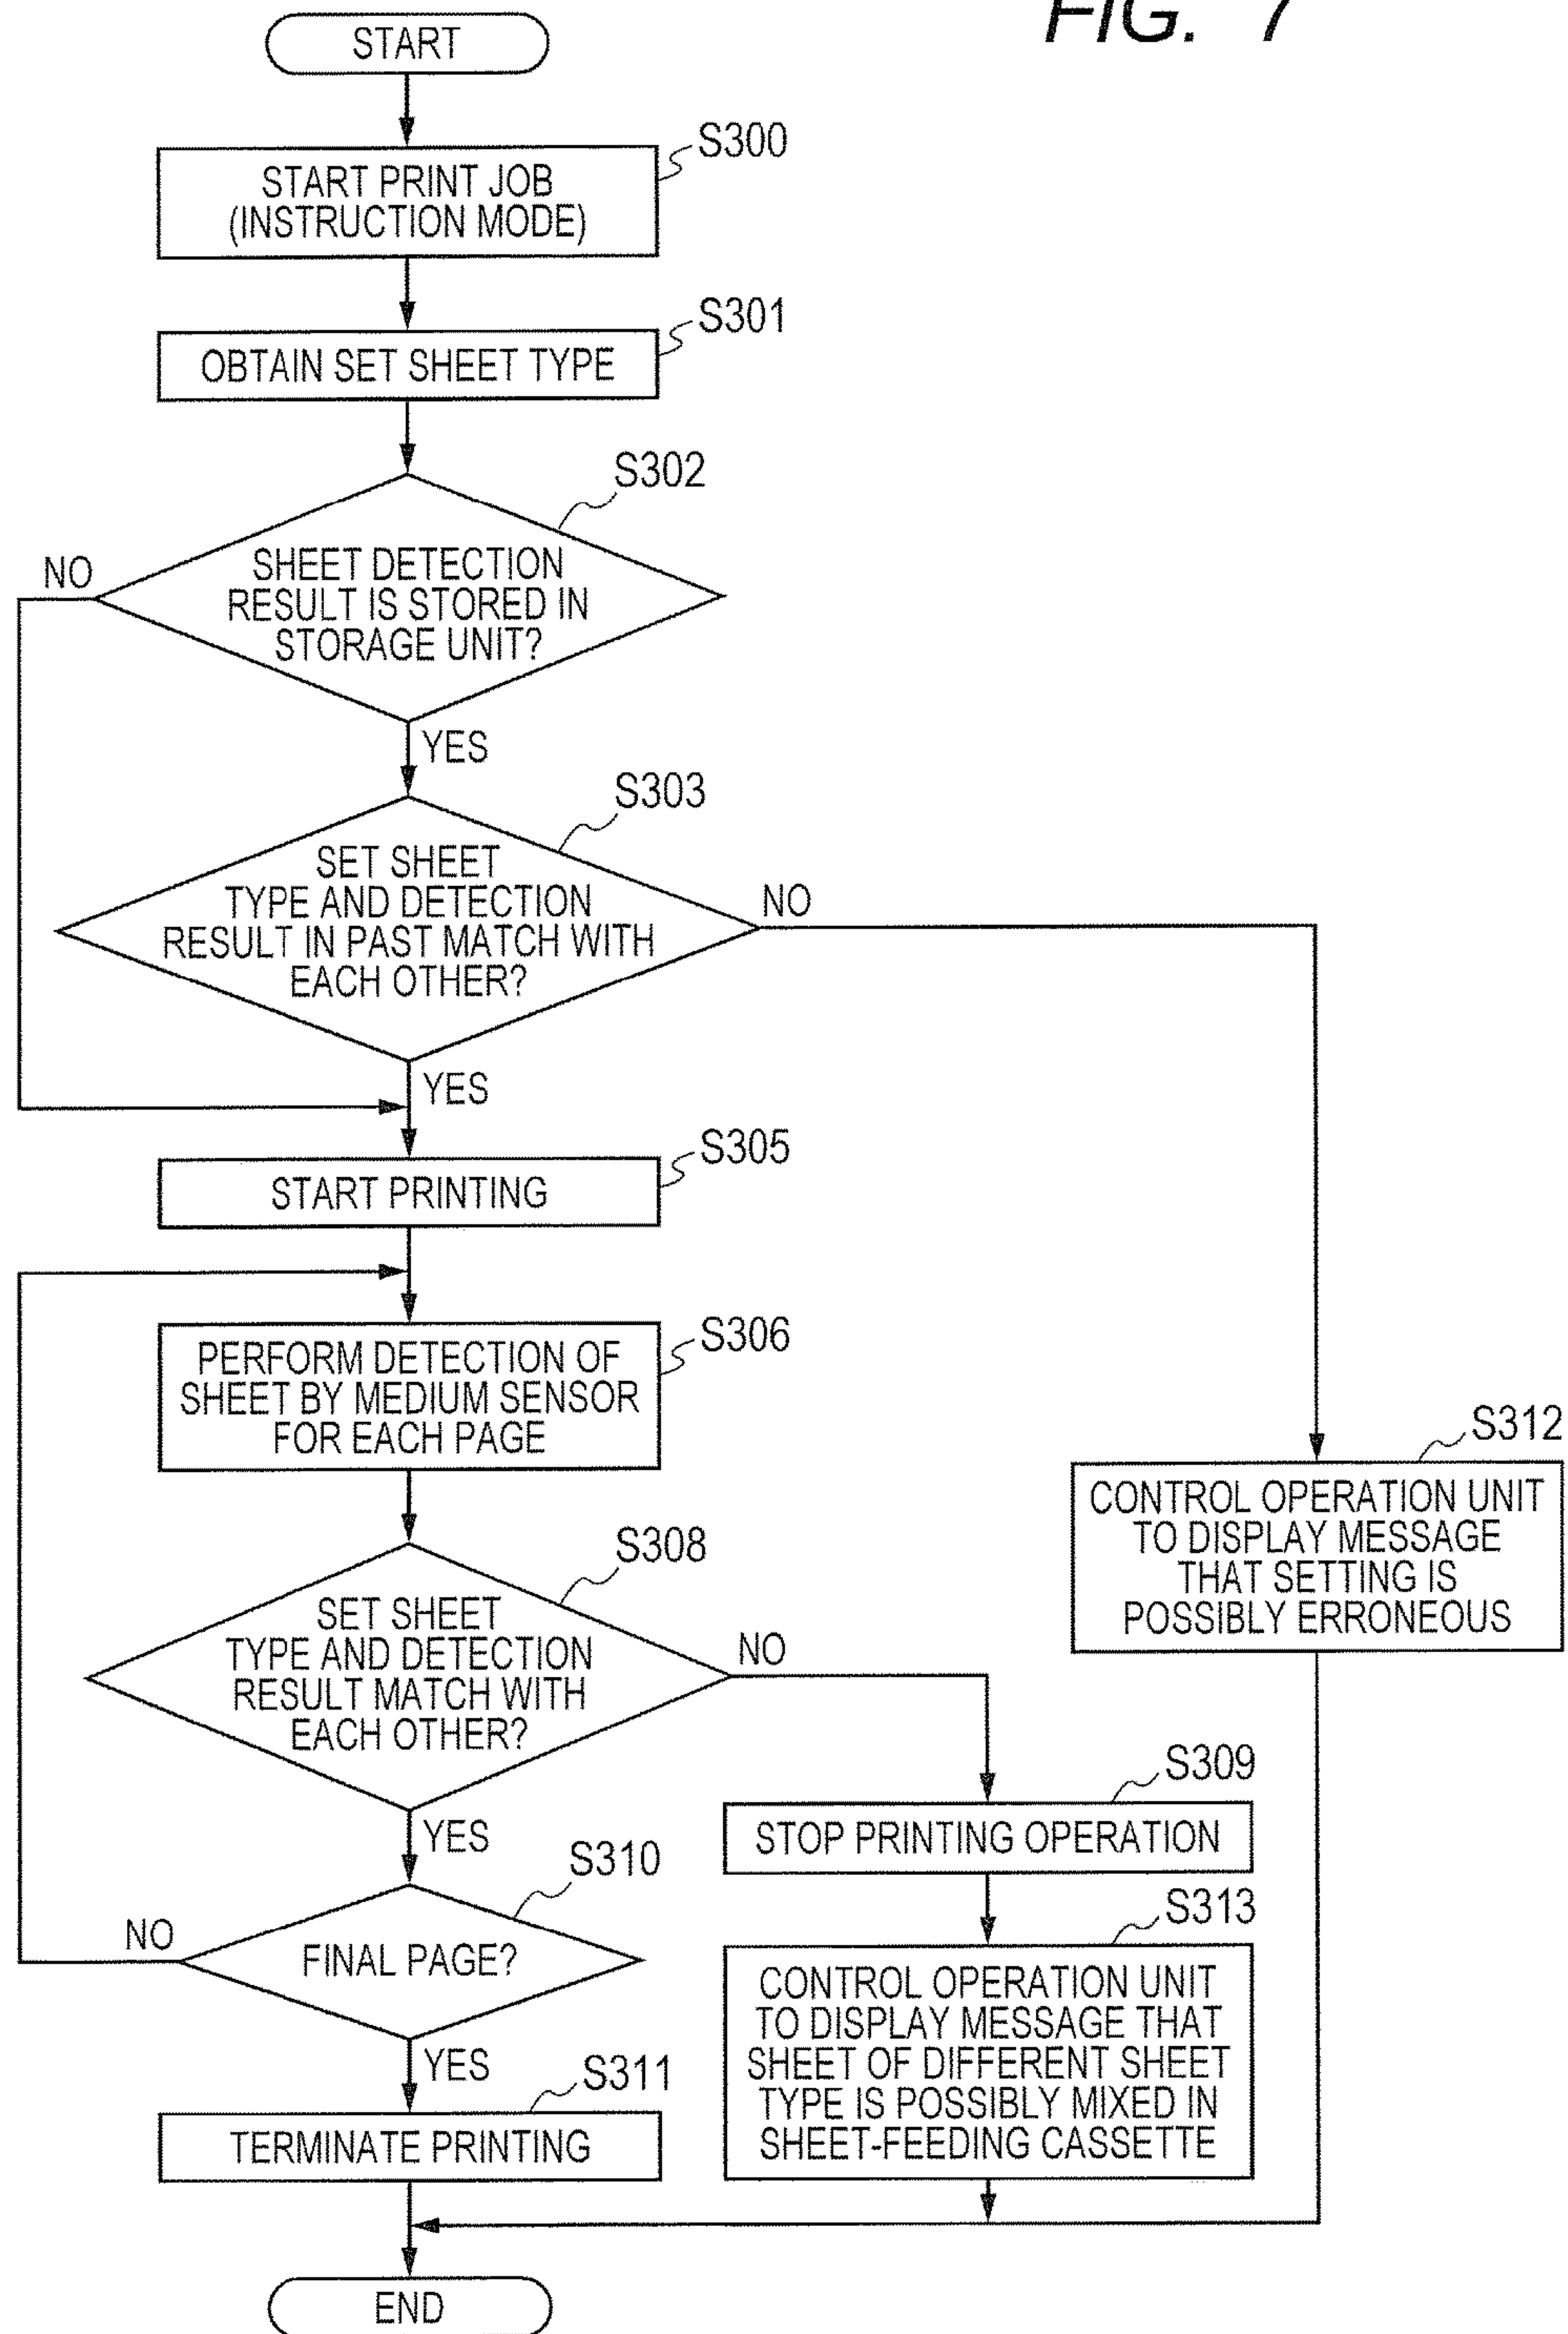 FIG. 7
START
S300
START PRINT JOB
(INSTRUCTION MODE)
S301
OBTAIN SET SHEET TYPE
S302
NO
SHEET DETECTION
RESULT IS STORED IN
STORAGE UNIT?
YES
S303
SET SHEET
TYPE AND DETECTION
RESULT IN PAST MATCH WITH
EACH OTHER?
NO
YES
S305
START PRINTING
S306
PERFORM DETECTION OF
SHEET BY MEDIUM SENSOR
FOR EACH PAGE
S312
CONTROL OPERATION UNIT
TO DISPLAY MESSAGE
THAT SETTING IS
POSSIBLY ERRONEOUS
S308
SET SHEET
TYPE AND DETECTION
RESULT MATCH WITH
EACH OTHER?
NO
YES
S309
STOP PRINTING OPERATION
S310
NO
FINAL PAGE?
YES
S313
CONTROL OPERATION UNIT
TO DISPLAY MESSAGE THAT
SHEET OF DIFFERENT SHEET
TYPE IS POSSIBLY MIXED IN
SHEET-FEEDING CASSETTE
S311
TERMINATE PRINTING
END